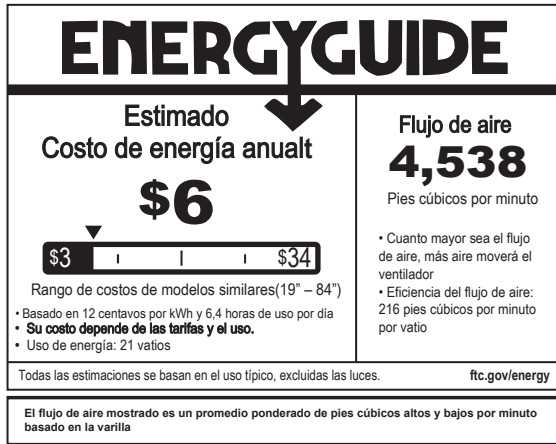 ENERGYGUIDE
Estimado
Costo de energía anualt
$6
$3
$34
Rango de costos de modelos similares(19" – 84")
• Basado en 12 centavos por kWh y 6,4 horas de uso por día
• Su costo depende de las tarifas y el uso.
• Uso de energía: 21 vatios
Flujo de aire
4,538
Pies cúbicos por minuto
• Cuanto mayor sea el flujo
de aire, más aire moverá el
ventilador
• Eficiencia del flujo de aire:
216 pies cúbicos por minuto
por vatio
Todas las estimaciones se basan en el uso típico, excluidas las luces.
ftc.gov/energy
El flujo de aire mostrado es un promedio ponderado de pies cúbicos altos y bajos por minuto
basado en la varilla